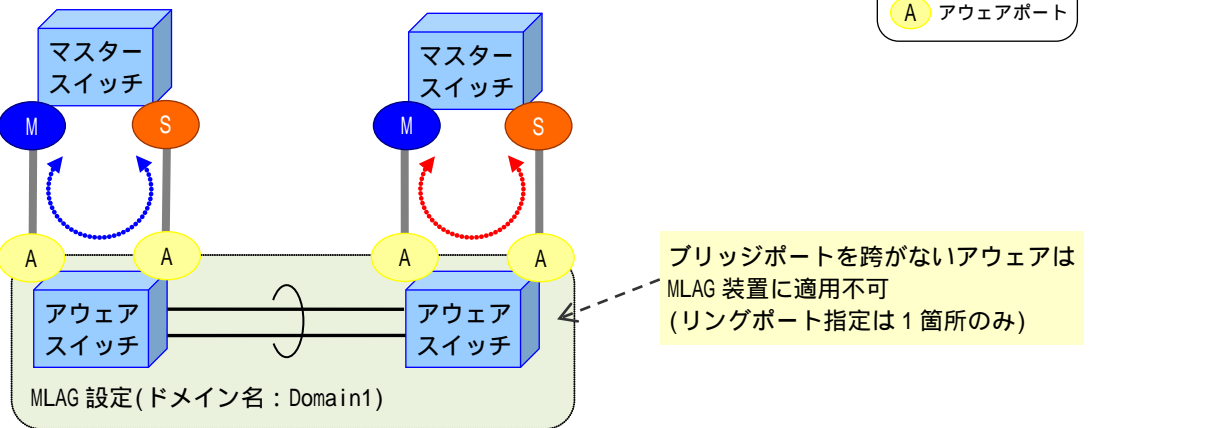 A アウェアポート
マスター
スイッチ
マスター
スイッチ
M
S
M
S
A
A
A
A
アウェア
スイッチ
アウェア
スイッチ
ブリッジポートを跨がないアウェアは
MLAG 装置に適用不可
(リングポート指定は１箇所のみ)
MLAG 設定(ドメイン名：Domain1)